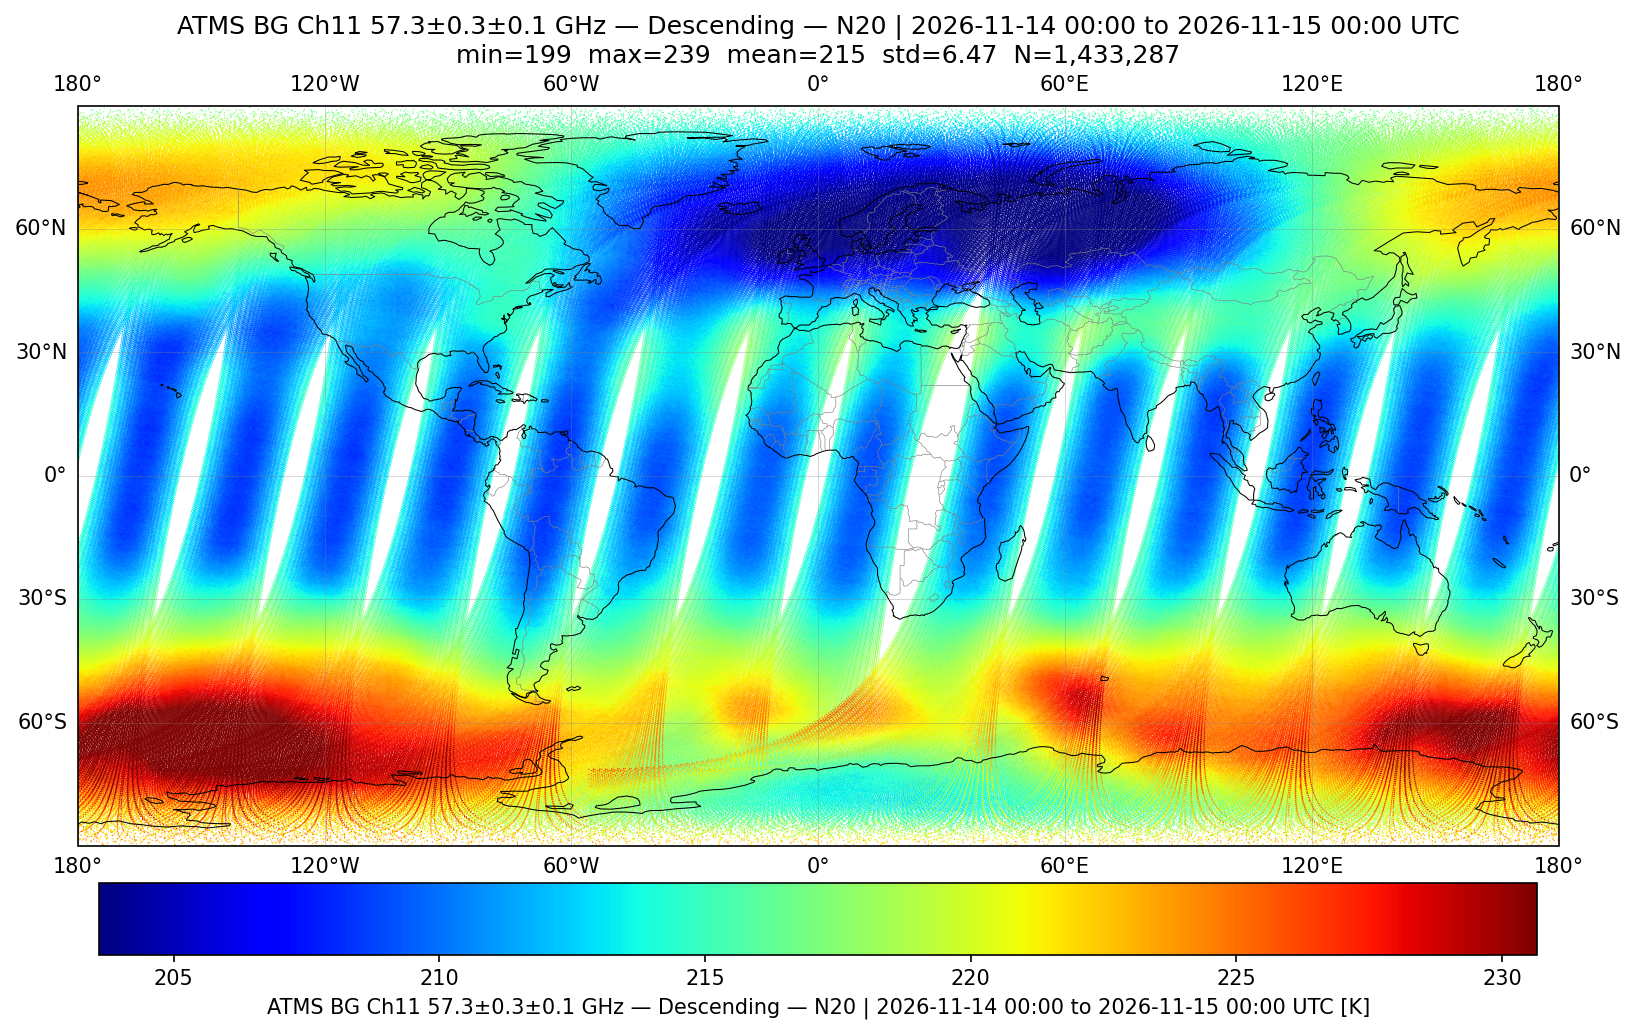 ATMS BG Ch11 57.3±0.3±0.1 GHz — Descending — N20 | 2026-11-14 00:00 to 2026-11-15 00:00 UTC
min=199 max=239 mean=215 std=6.47 N=1,433,287
180° 120°W 60°W 0° 60°E 120°E 180°
60°N 60°N
30°N 30°N
0° 0°
30°S 30°S
60°S 60°S
180° 120°W 60°W 0° 60°E 120°E 180°
205 210 215 220 225 230
ATMS BG Ch11 57.3±0.3±0.1 GHz — Descending — N20 | 2026-11-14 00:00 to 2026-11-15 00:00 UTC [K]